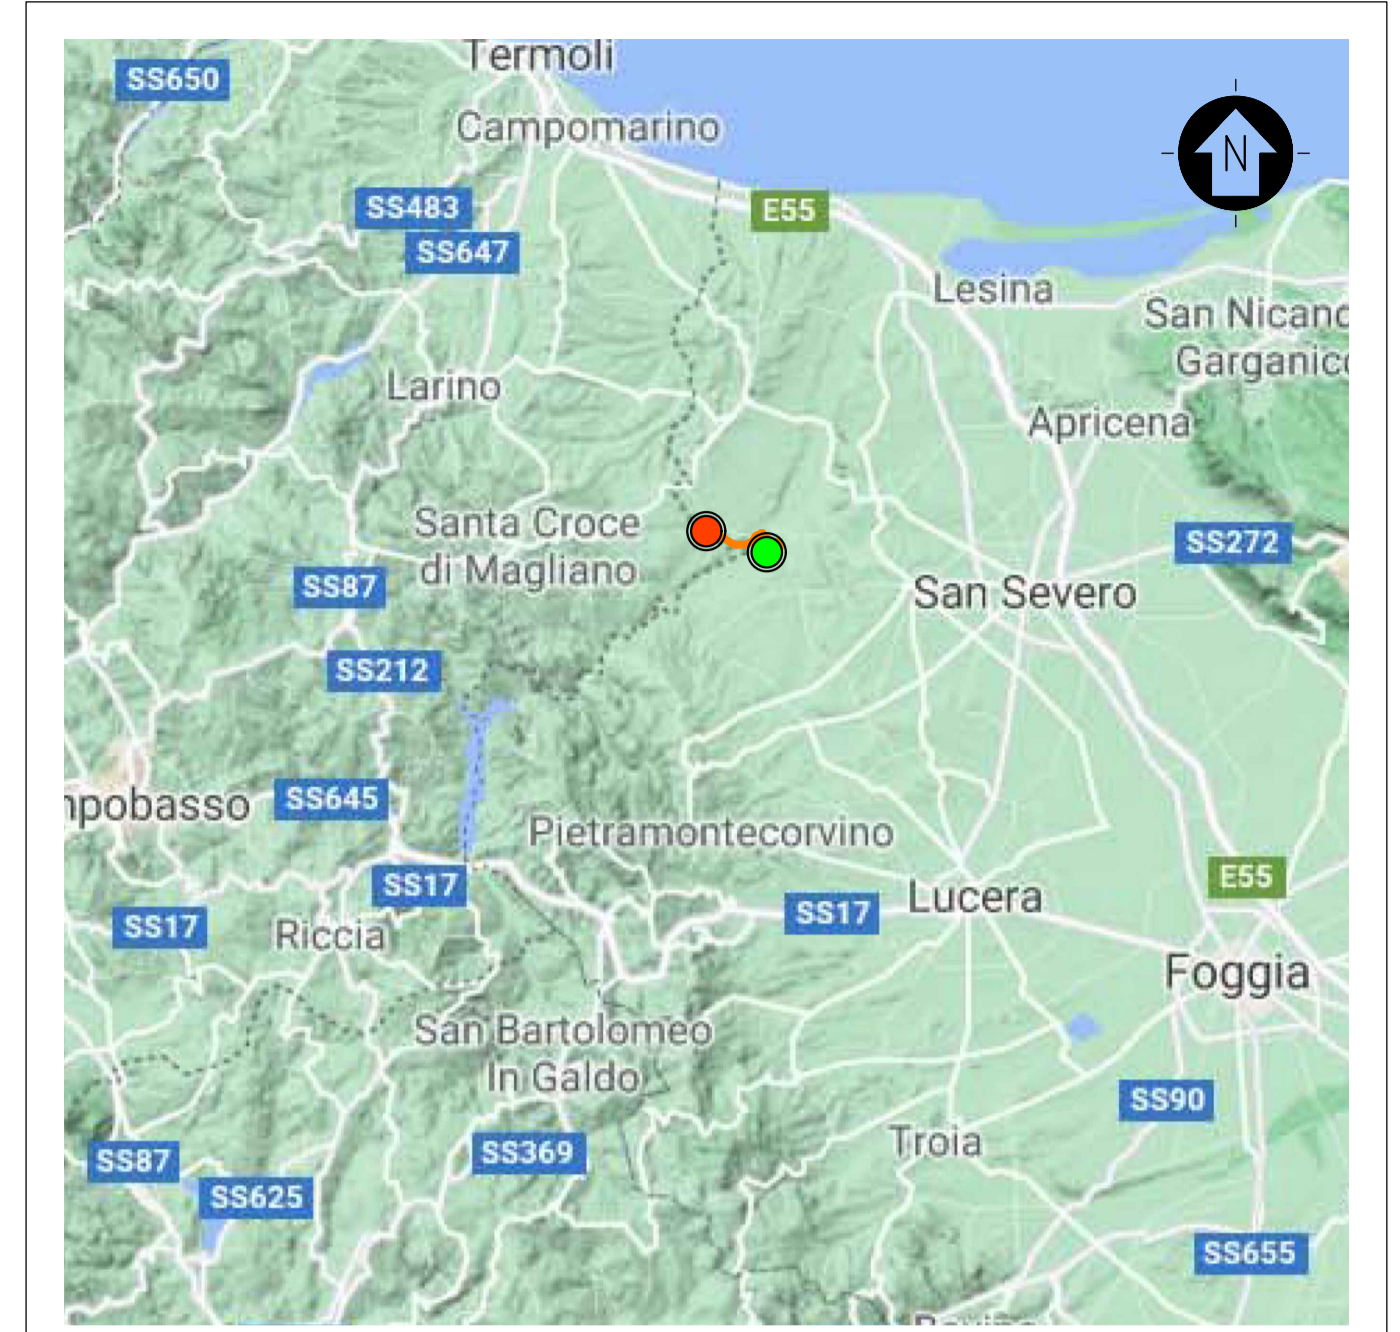 Termoli
SS650
Campomarino
N
SS483
E55
SS647
Lesina
San Nicand
Garganico
Larino
Apricena
Santa Croce
di Magliano
SS272
SS87
San Severo
SS212
SS645
mpobasso
Pietramontecorvino
E55
SS17
Lucera
SS17
SS17
Riccia
Foggia
San Bartolomeo
In Galdo
SS90
Troia
SS369
SS87
SS625
SS655